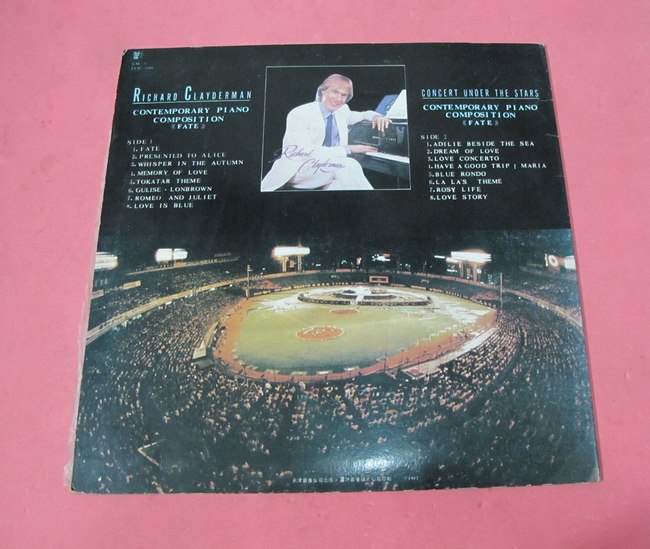 RICHARD CLAYDERMAN
CONTEMPORARY PIANO
COMPOSITION
《FATE》
SIDE 1
1. FATE
2. PRESENTED TO ALICE
3. WHISPER IN THE AUTUMN
4. MEMORY OF LOVE
5. TOKATAR THEME
6. GULISE · LONBROWN
7. ROMEO AND JULIET
8. LOVE IS BLUE
Richard Clayderman
CONCERT UNDER THE STARS
CONTEMPORARY PIANO
COMPOSITION
《FATE》
SIDE 2
1. ADILIE BESIDE THE SEA
2. DREAM OF LOVE
3. LOVE CONCERTO
4. HAVE A GOOD TRIP; MARIA
5. BLUE RONDO
6. LA LA'S THEME
7. ROSY LIFE
8. LOVE STORY